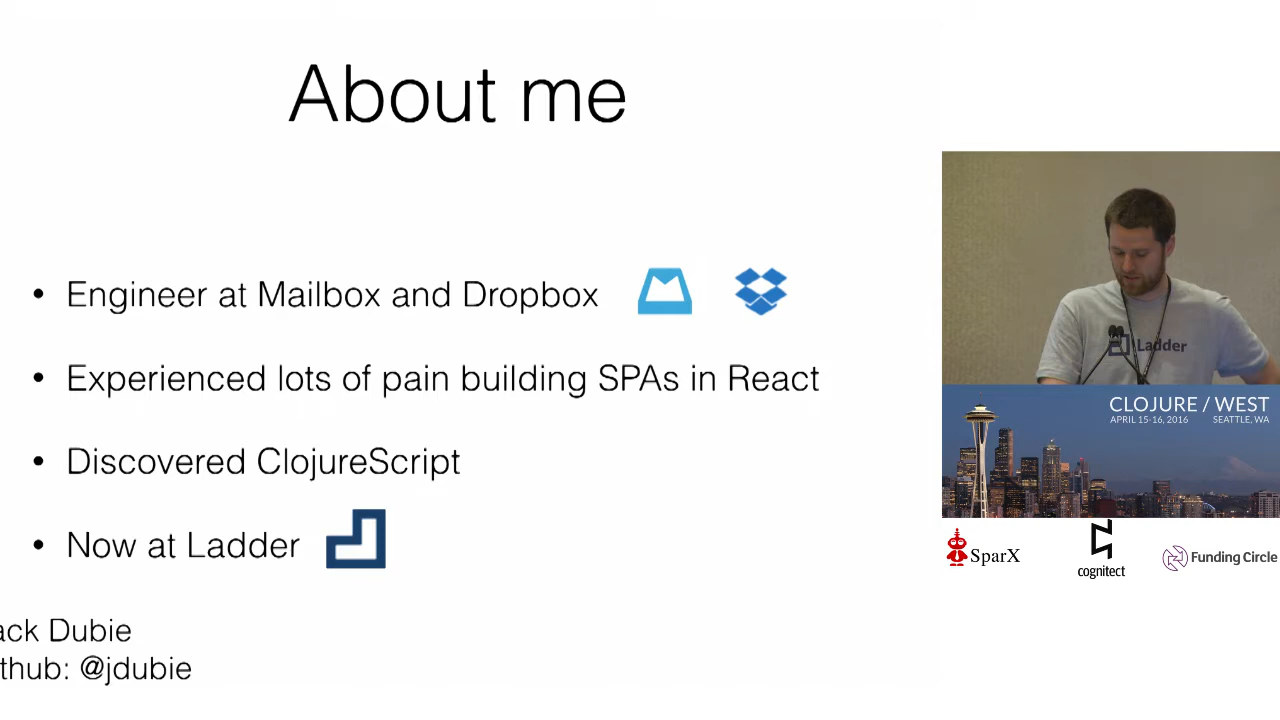 About me
• Engineer at Mailbox and Dropbox
• Experienced lots of pain building SPAs in React
• Discovered ClojureScript
• Now at Ladder
ack Dubie
thub: @jdubie
Ladder
CLOJURE / WEST
APRIL 15-16, 2016 SEATTLE, WA
SparX
cognitect
Funding Circle